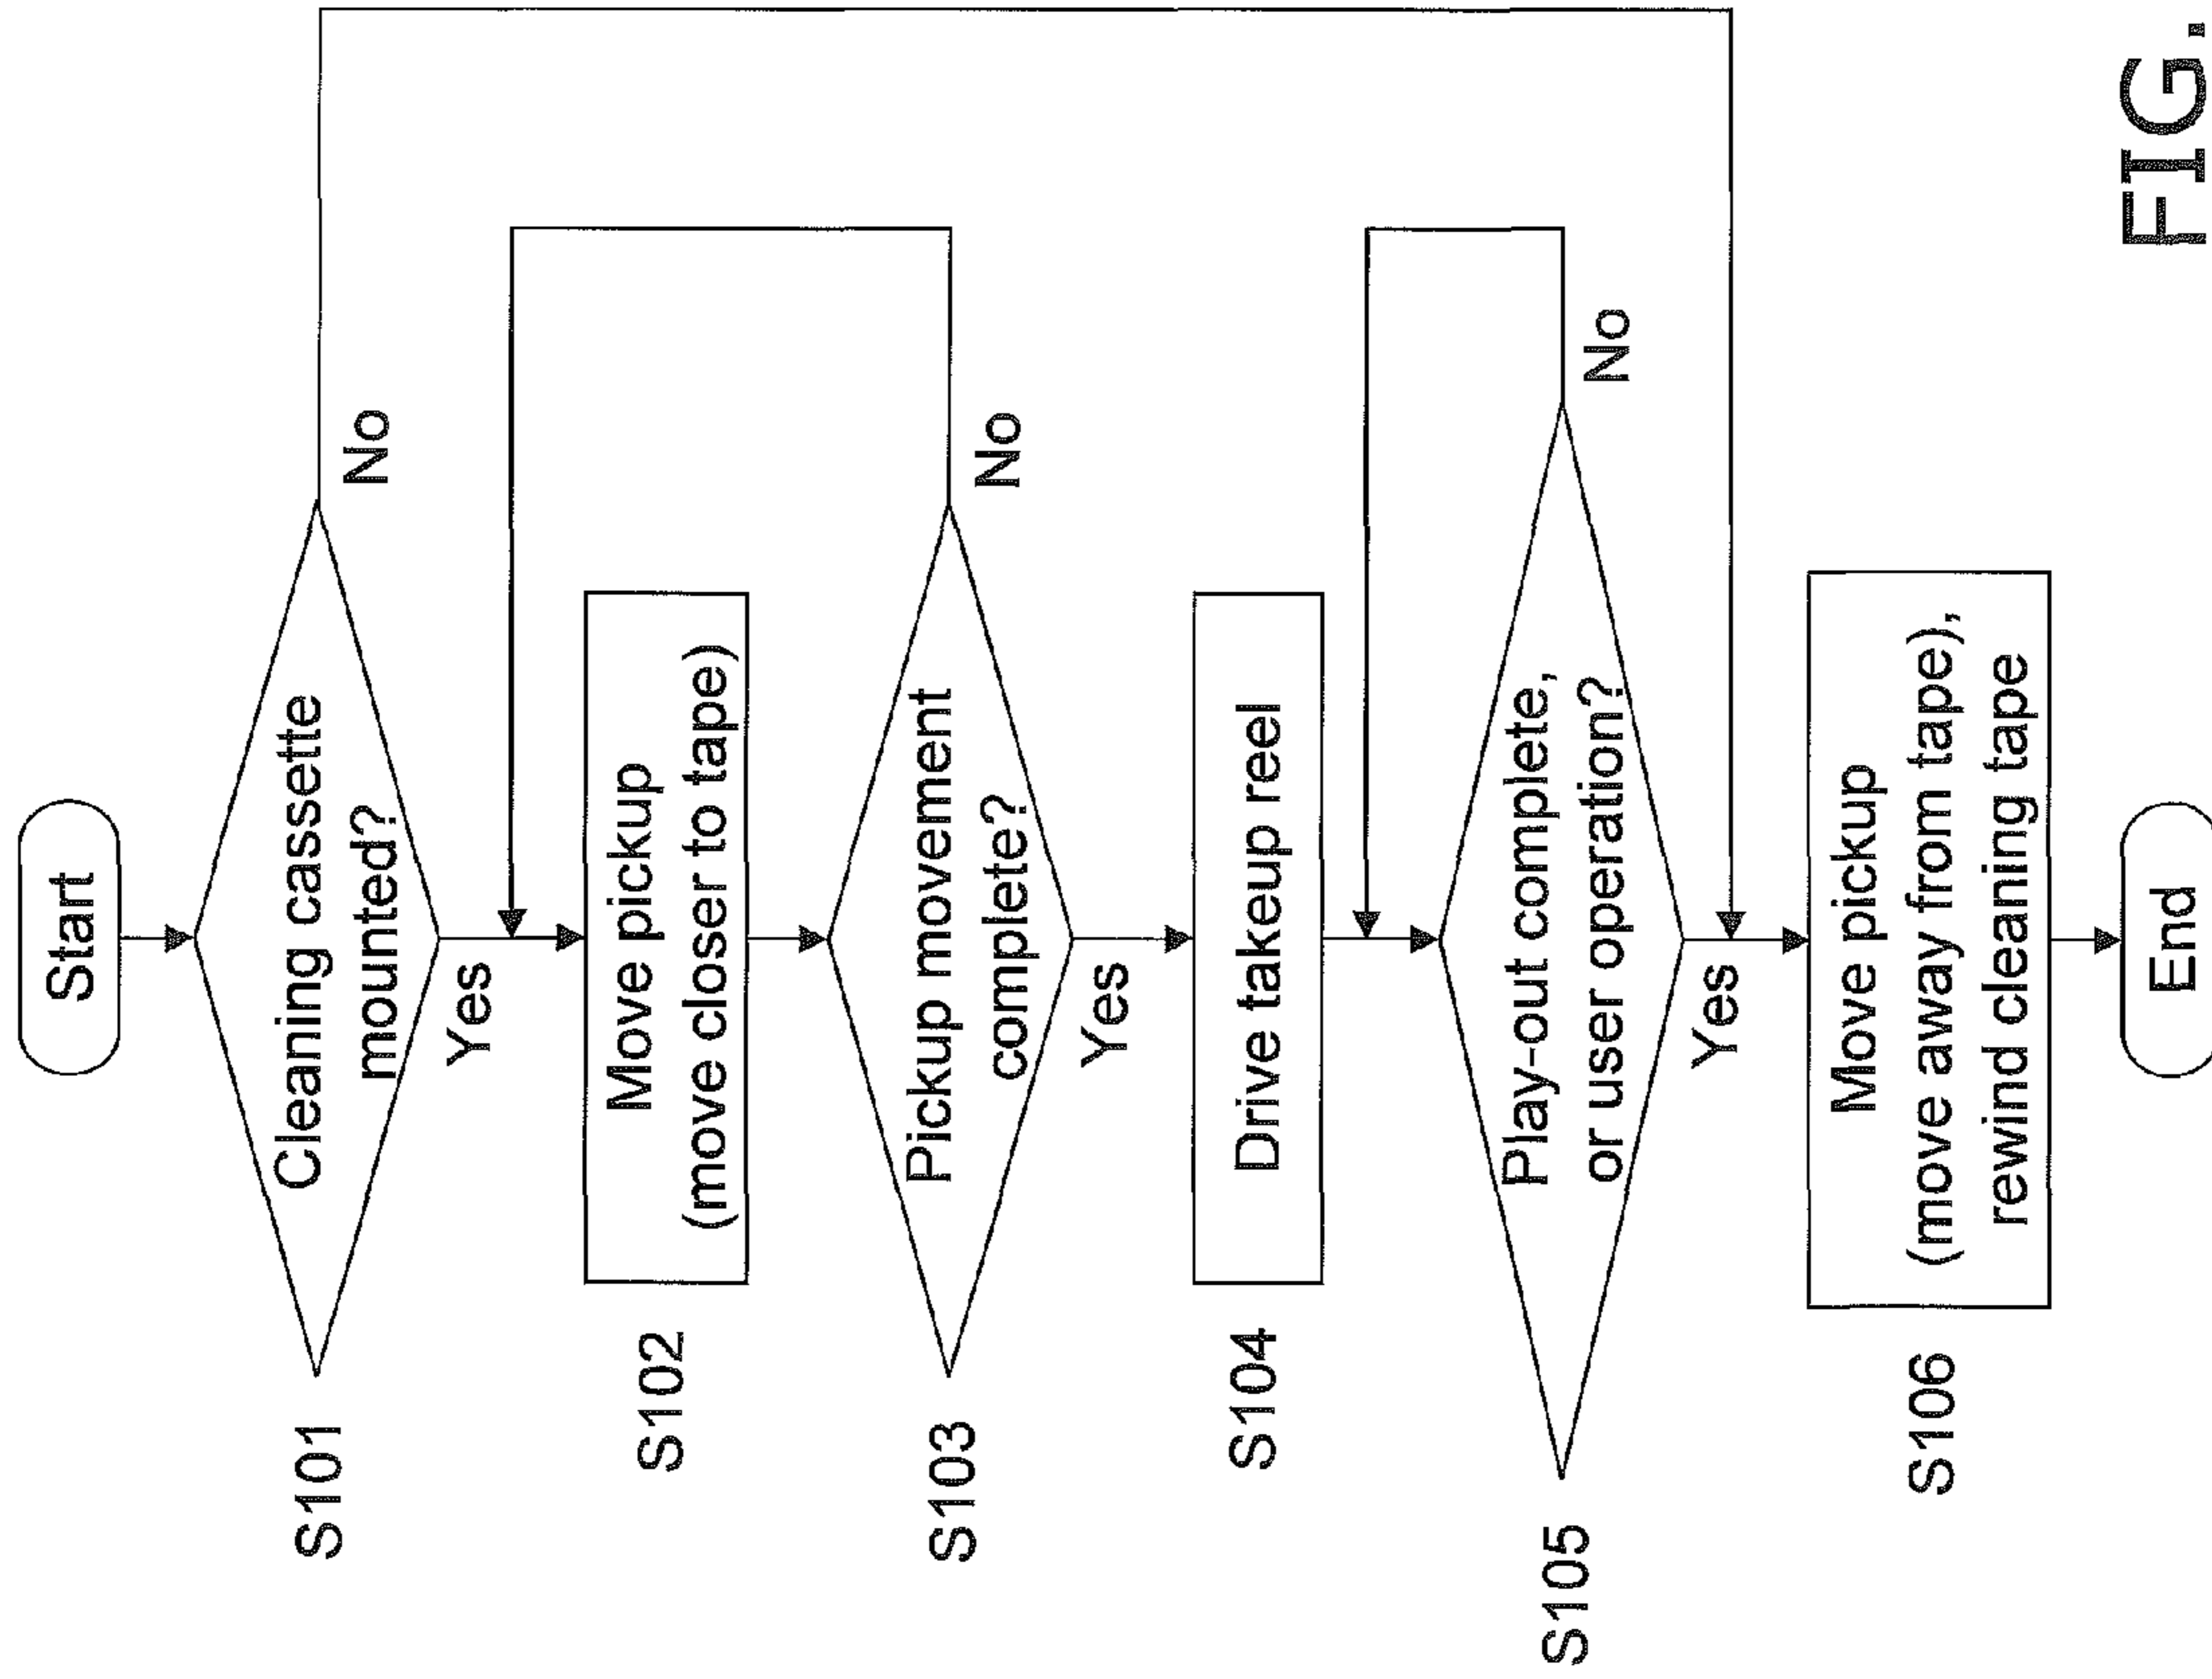 Start
S101
Cleaning cassette
mounted?
No
Yes
S102
Move pickup
(move closer to tape)
S103
Pickup movement
complete?
No
Yes
S104
Drive takeup reel
S105
Play-out complete,
or user operation?
No
Yes
S106
Move pickup
(move away from tape),
rewind cleaning tape
End
FIG.